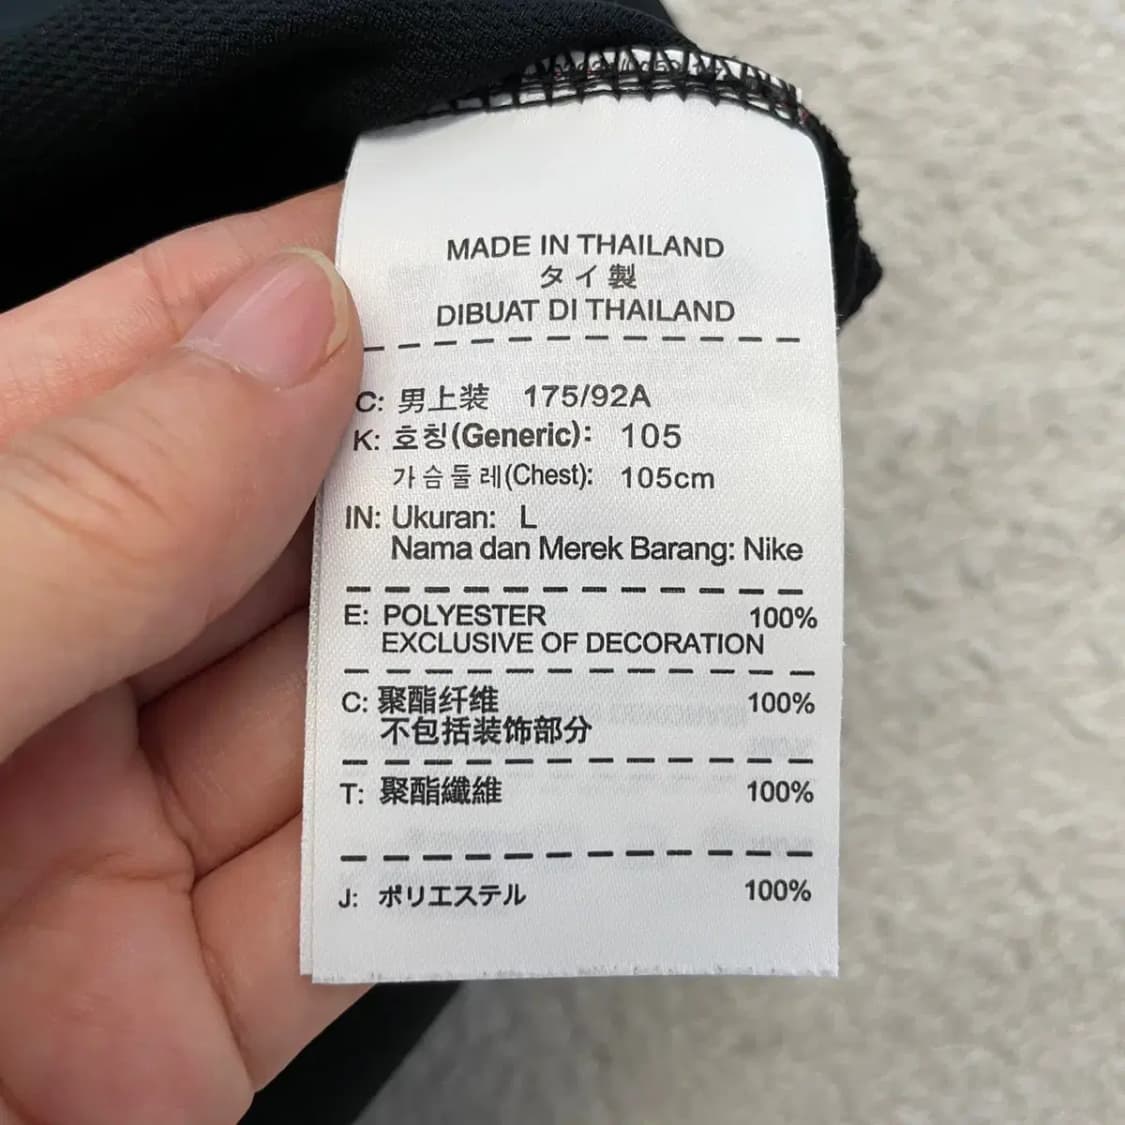 MADE IN THAILAND
タイ製
DIBUAT DI THAILAND
C: 男上装 175/92A
K: 호칭(Generic): 105
가슴둘레(Chest): 105cm
IN: Ukuran: L
Nama dan Merek Barang: Nike
E: POLYESTER 100%
EXCLUSIVE OF DECORATION
C: 聚酯纤维 100%
不包括装饰部分
T: 聚酯纖維 100%
J: ポリエステル 100%